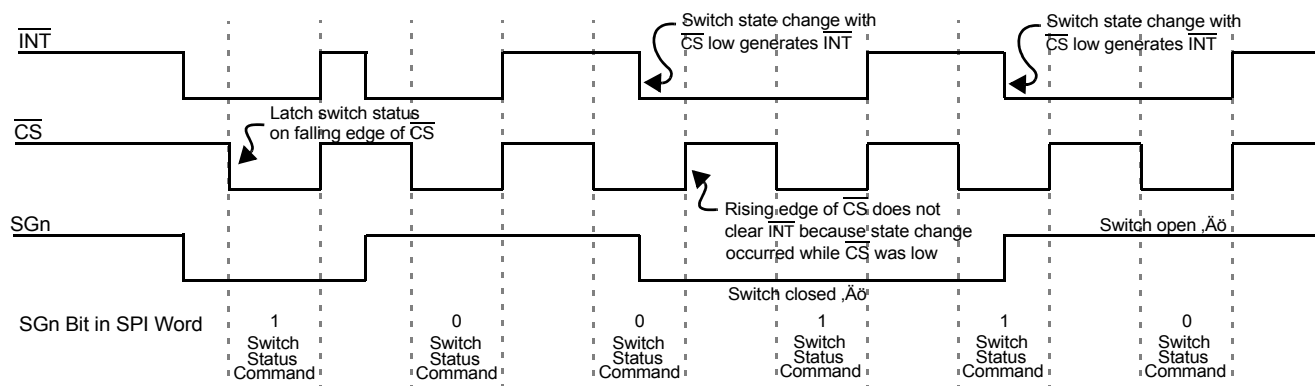 Switch state change with
CS low generates INT
Switch state change with
CS low generates INT
INT
Latch switch status
on falling edge of CS
CS
Rising edge of CS does not
clear INT because state change
occurred while CS was low
SGn
Switch open ‚Äö
Switch closed ‚Äö
SGn Bit in SPI Word
1
Switch
Status
Command
0
Switch
Status
Command
0
Switch
Status
Command
1
Switch
Status
Command
1
Switch
Status
Command
0
Switch
Status
Command